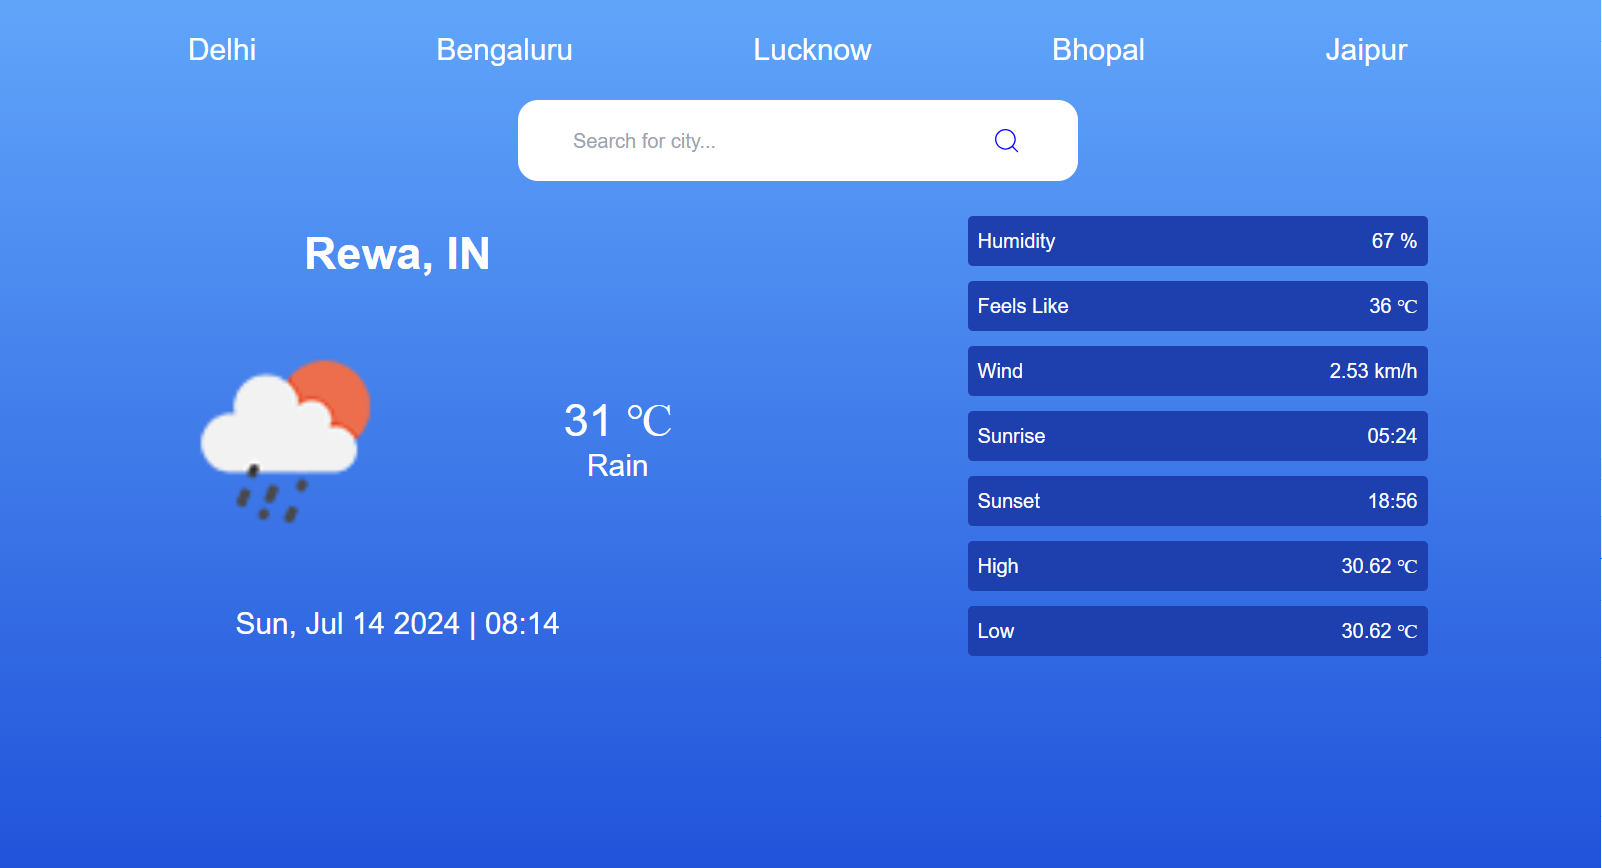 Delhi Bengaluru Lucknow Bhopal Jaipur
Search for city...
Rewa, IN
31 °C
Rain
Sun, Jul 14 2024 | 08:14
Humidity 67 %
Feels Like 36 °C
Wind 2.53 km/h
Sunrise 05:24
Sunset 18:56
High 30.62 °C
Low 30.62 °C